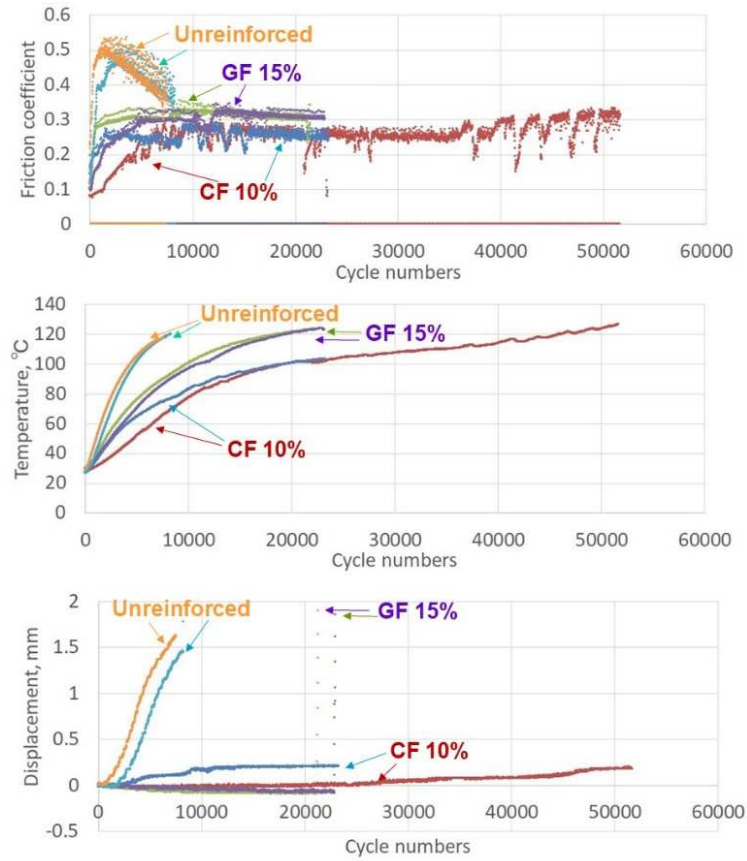 0.6
Unreinforced
0.5
0.4
GF 15%
0.3
0.2
CF 10%
0.1
0
Friction coefficient
0 10000 20000 30000 40000 50000 60000
Cycle numbers
140
Unreinforced
120
GF 15%
100
80
60
CF 10%
40
20
0
Temperature, °C
0 10000 20000 30000 40000 50000 60000
Cycle numbers
2
Unreinforced
GF 15%
1.5
1
0.5
CF 10%
0
-0.5
Displacement, mm
0 10000 20000 30000 40000 50000 60000
Cycle numbers